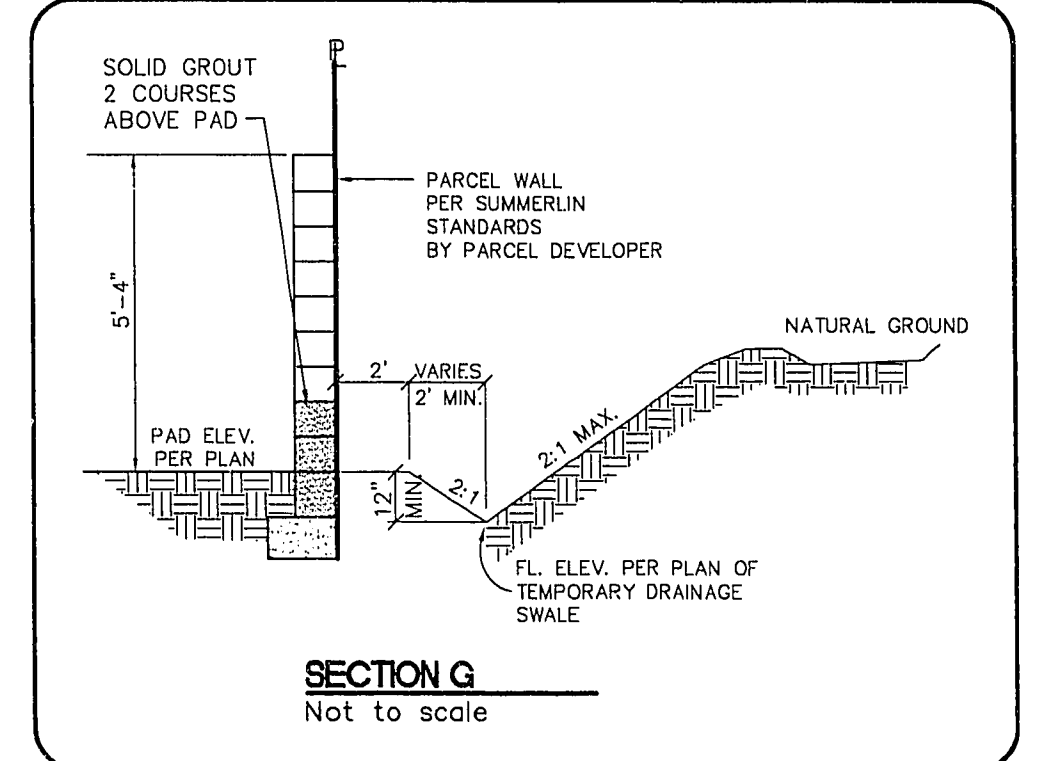 PL
SOLID GROUT
2 COURSES
ABOVE PAD
PARCEL WALL
PER SUMMERLIN
STANDARDS
BY PARCEL DEVELOPER
5'-4"
NATURAL GROUND
2'
VARIES
2' MIN.
2:1 MAX.
PAD ELEV.
PER PLAN
12"
MIN.
2:1
FL. ELEV. PER PLAN OF
TEMPORARY DRAINAGE
SWALE
SECTION G
Not to scale